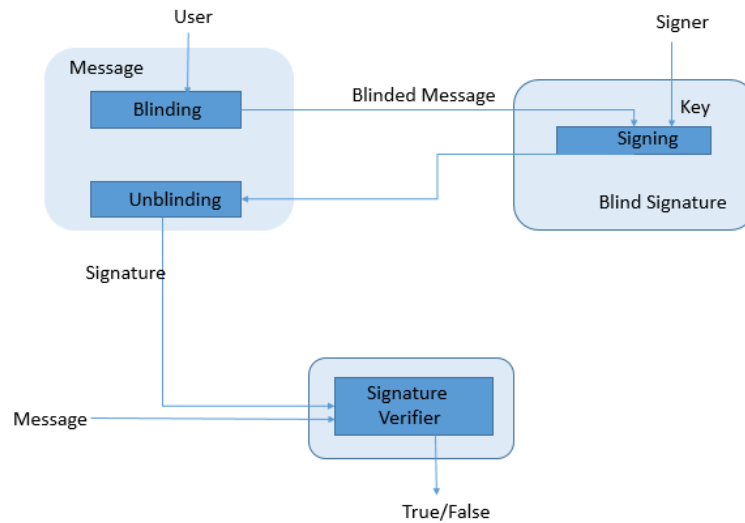 User
Signer
Message
Blinding
Blinded Message
Key
Signing
Unblinding
Blind Signature
Signature
Signature
Verifier
Message
True/False